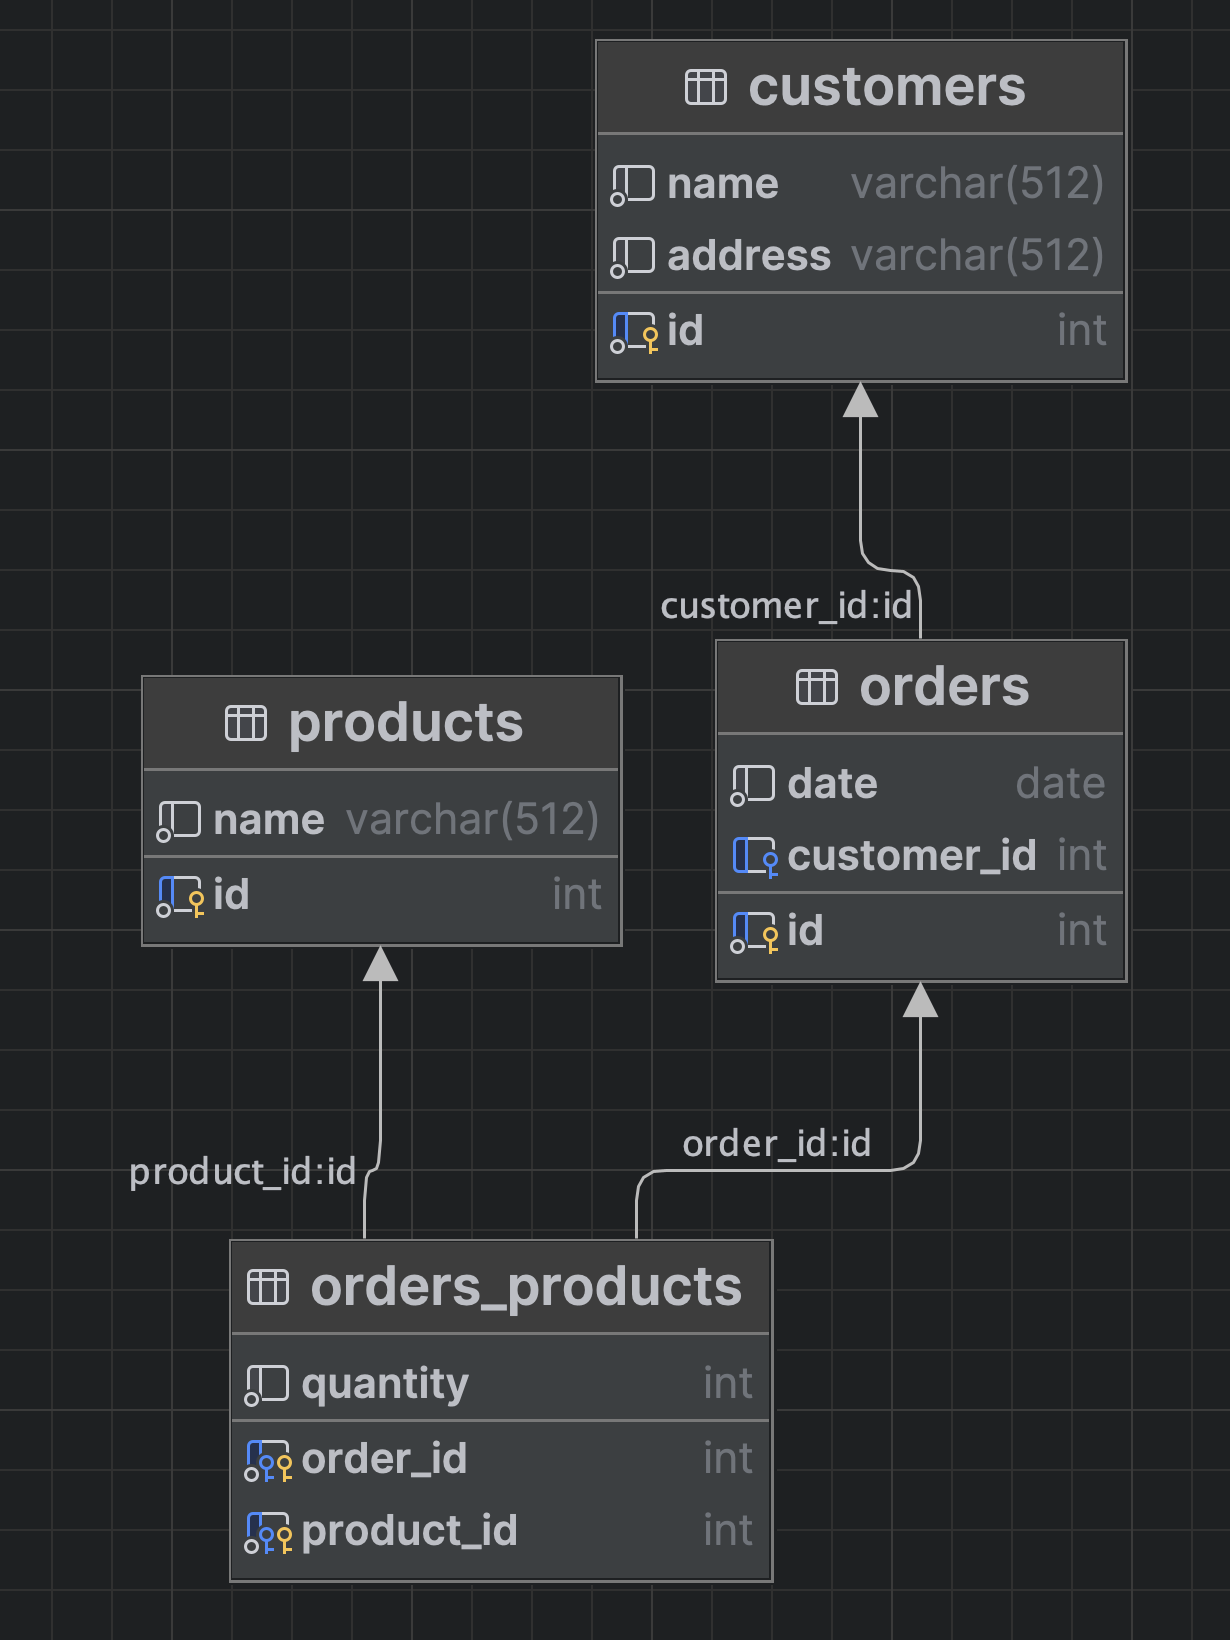 customers
name varchar(512)
address varchar(512)
id int
customer_id:id
products
name varchar(512)
id int
orders
date date
customer_id int
id int
product_id:id
order_id:id
orders_products
quantity int
order_id int
product_id int